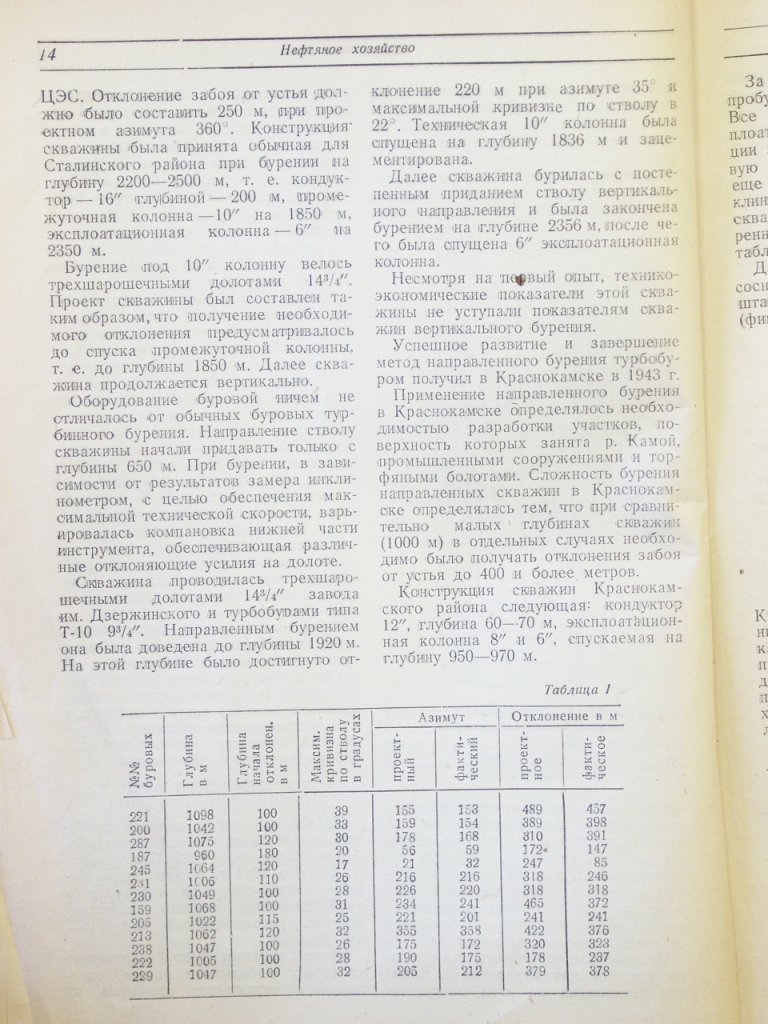 14
Нефтяное хозяйство
ЦЭС. Отклонение забоя от устья дол-
жно было составить 250 м, при про-
ектном азимута 360°. Конструкция
скважины была принята обычная для
Сталинского района при бурении на
глубину 2200—2500 м, т. е. кондук-
тор — 16″ глубиной — 200 м, проме-
жуточная колонна — 10″ на 1850 м,
эксплоатационная колонна — 6″ на
2350 м.
Бурение под 10″ колонну велось
трехшарошечными долотами 14³/₄″.
Проект скважины был составлен та-
ким образом, что получение необходи-
мого отклонения предусматривалось
до спуска промежуточной колонны,
т. е. до глубины 1850 м. Далее сква-
жина продолжается вертикально.
Оборудование буровой ничем не
отличалось от обычных буровых тур-
бинного бурения. Направление стволу
скважины начали придавать только с
глубины 650 м. При бурении, в зави-
симости от результатов замера инкли-
нометром, с целью обеспечения мак-
симальной технической скорости, варь-
ировалась компановка нижней части
инструмента, обеспечивающая различ-
ные отклоняющие усилия на долоте.
Скважина проводилась трехшаро-
шечными долотами 14³/₄″ завода
им. Дзержинского и турбобурами типа
Т-10 9³/₄″. Направленным бурением
она была доведена до глубины 1920 м.
На этой глубине было достигнуто от-
клонение 220 м при азимуте 35° и
максимальной кривизне по стволу в
22°. Техническая 10″ колонна была
спущена на глубину 1836 м и заце-
ментирована.
Далее скважина бурилась с посте-
пенным приданием стволу вертикаль-
ного направления и была закончена
бурением на глубине 2356 м, после че-
го была спущена 6″ эксплоатационная
колонна.
Несмотря на первый опыт, технико-
экономические показатели этой сква-
жины не уступали показателям сква-
жин вертикального бурения.
Успешное развитие и завершение
метод направленного бурения турбобу-
ром получил в Краснокамске в 1943 г.
Применение направленного бурения
в Краснокамске определялось необхо-
димостью разработки участков, по-
верхность которых занята р. Камой,
промышленными сооружениями и тор-
фяными болотами. Сложность бурения
направленных скважин в Краснокам-
ске определялась тем, что при сравни-
тельно малых глубинах скважин
(1000 м) в отдельных случаях необхо-
димо было получать отклонения забоя
от устья до 400 и более метров.
Конструкция скважин Краснокам-
ского района следующая: кондуктор
12″, глубина 60—70 м, эксплоатацион-
ная колонна 8″ и 6″, спускаемая на
глубину 950—970 м.
Таблица 1
№№ буровых
Глубина в м
Глубина начала отклонен. в м
Максим. кривизна по стволу в градусах
Азимут
Отклонение в м
проект-ный
факти-ческий
проект-ное
факти-ческое
221 1098 100 39 155 153 489 457
200 1042 100 33 159 154 389 398
287 1075 120 30 178 168 310 391
187 960 180 20 56 59 172 147
245 1064 120 17 21 32 247 85
231 1006 110 26 216 216 318 246
230 1049 100 28 226 220 318 318
159 1068 100 31 234 241 465 372
205 1022 115 25 221 201 241 241
213 1062 120 32 355 358 422 376
238 1047 100 26 175 172 320 323
222 1005 100 28 190 175 178 237
229 1047 100 32 205 212 379 378
За
пробу
Все
плоат
ции
вую
еще
клин
сква
ренн
табл
Д
сосн
шта
(фи